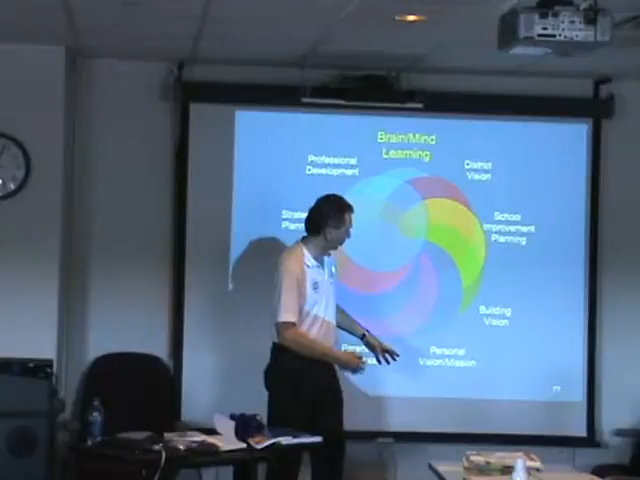 Brain/Mind
Learning
Professional
Development
District
Vision
School
Improvement
Planning
Building
Vision
Personal
Vision/Mission